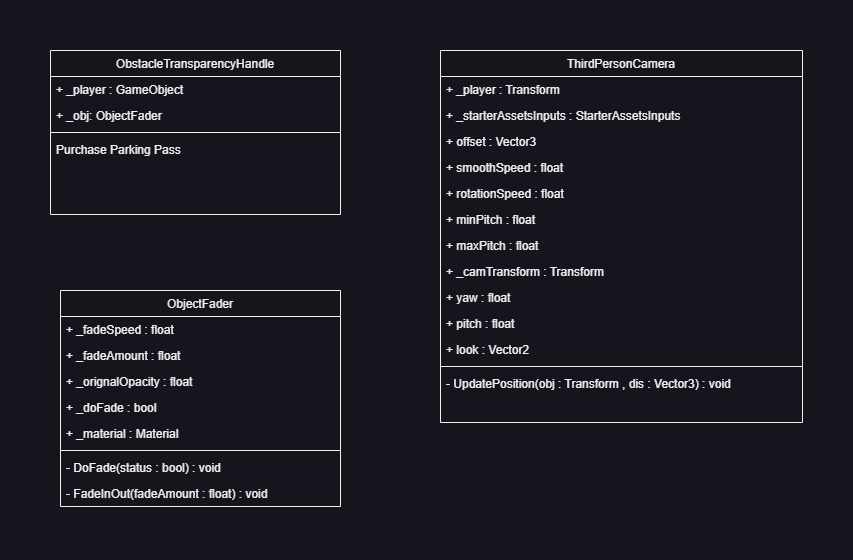 ObstacleTransparencyHandle
+ _player : GameObject
+ _obj: ObjectFader
Purchase Parking Pass
ObjectFader
+ _fadeSpeed : float
+ _fadeAmount : float
+ _orignalOpacity : float
+ _doFade : bool
+ _material : Material
- DoFade(status : bool) : void
- FadeInOut(fadeAmount : float) : void
ThirdPersonCamera
+ _player : Transform
+ _starterAssetsInputs : StarterAssetsInputs
+ offset : Vector3
+ smoothSpeed : float
+ rotationSpeed : float
+ minPitch : float
+ maxPitch : float
+ _camTransform : Transform
+ yaw : float
+ pitch : float
+ look : Vector2
- UpdatePosition(obj : Transform , dis : Vector3) : void